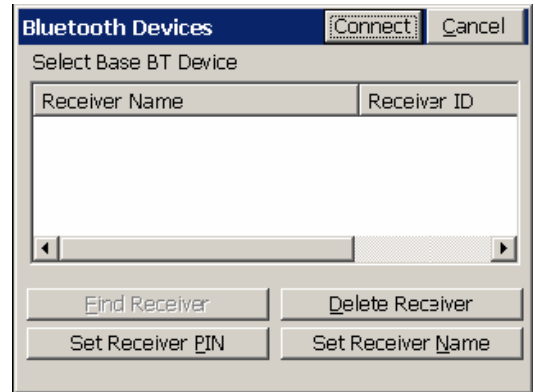 Bluetooth Devices Connect Cancel
Select Base BT Device
Receiver Name Receiver ID
Find Receiver Delete Receiver
Set Receiver PIN Set Receiver Name